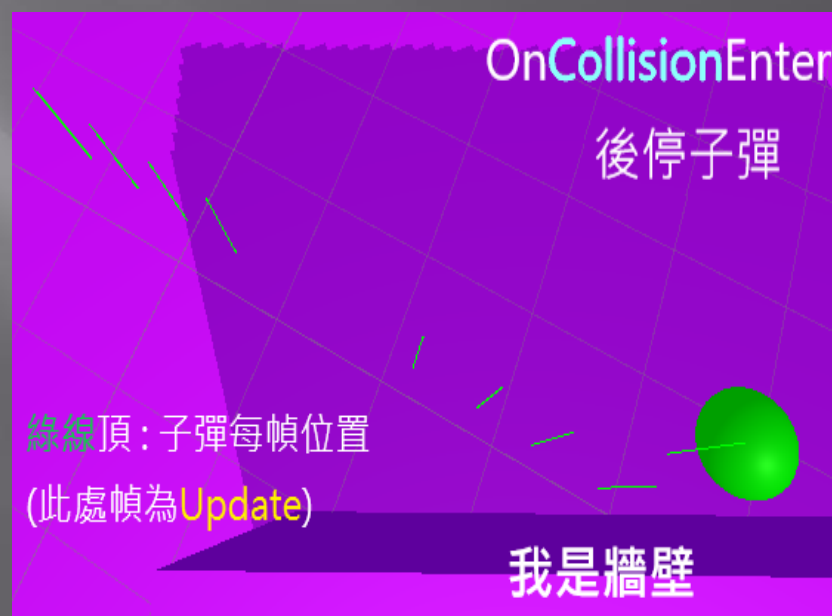 OnCollisionEnter
後停子彈
綠線頂 : 子彈每幀位置
(此處幀為Update)
我是牆壁